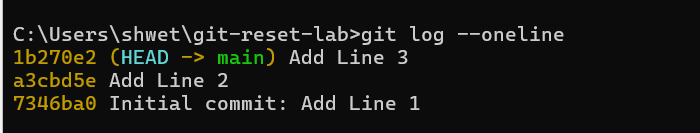 C:\Users\shwet\git-reset-lab>git log --oneline
1b270e2 (HEAD -> main) Add Line 3
a3cbd5e Add Line 2
7346ba0 Initial commit: Add Line 1